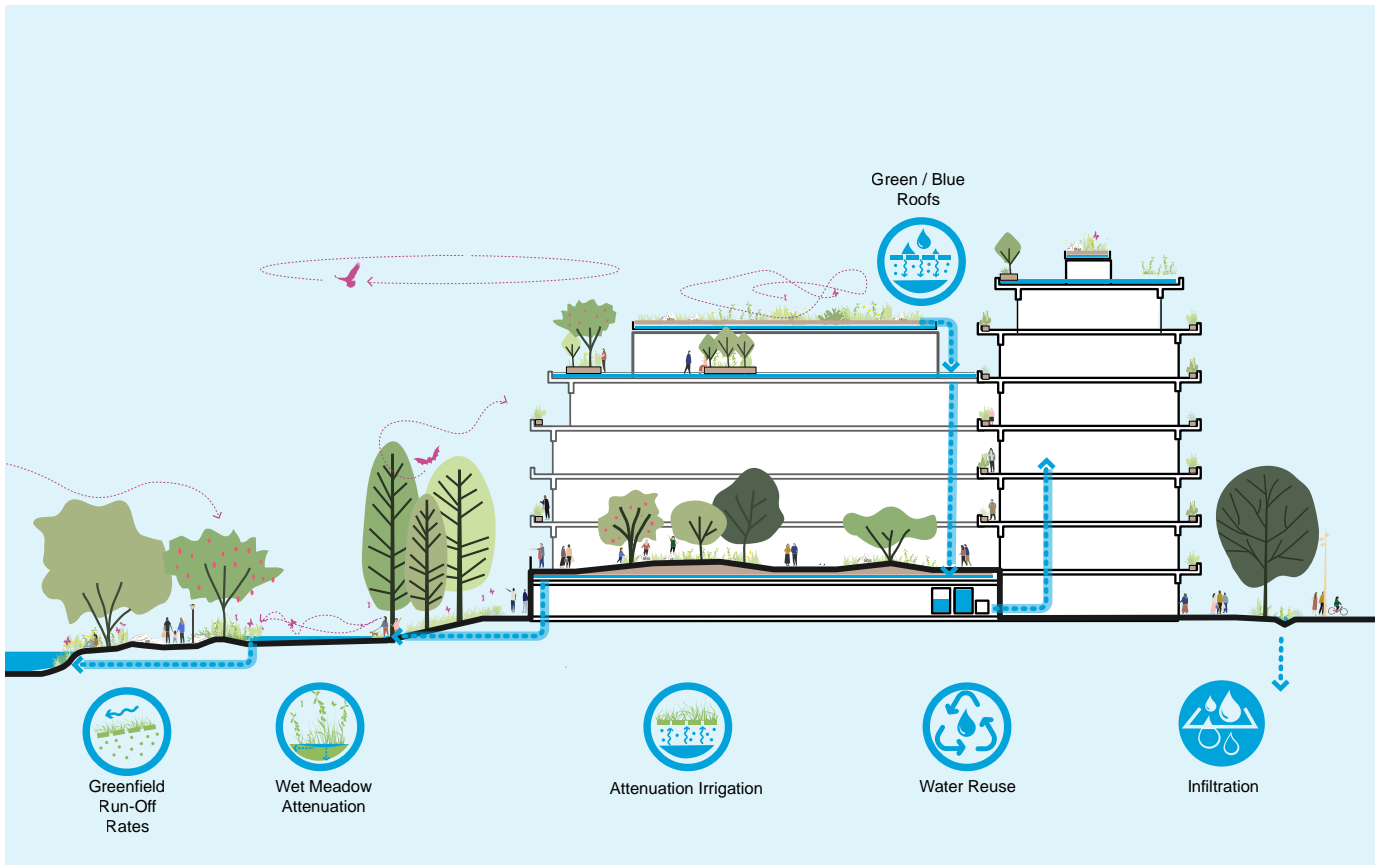 Green / Blue
Roofs
Greenfield
Run-Off
Rates
Wet Meadow
Attenuation
Attenuation Irrigation
Water Reuse
Infiltration